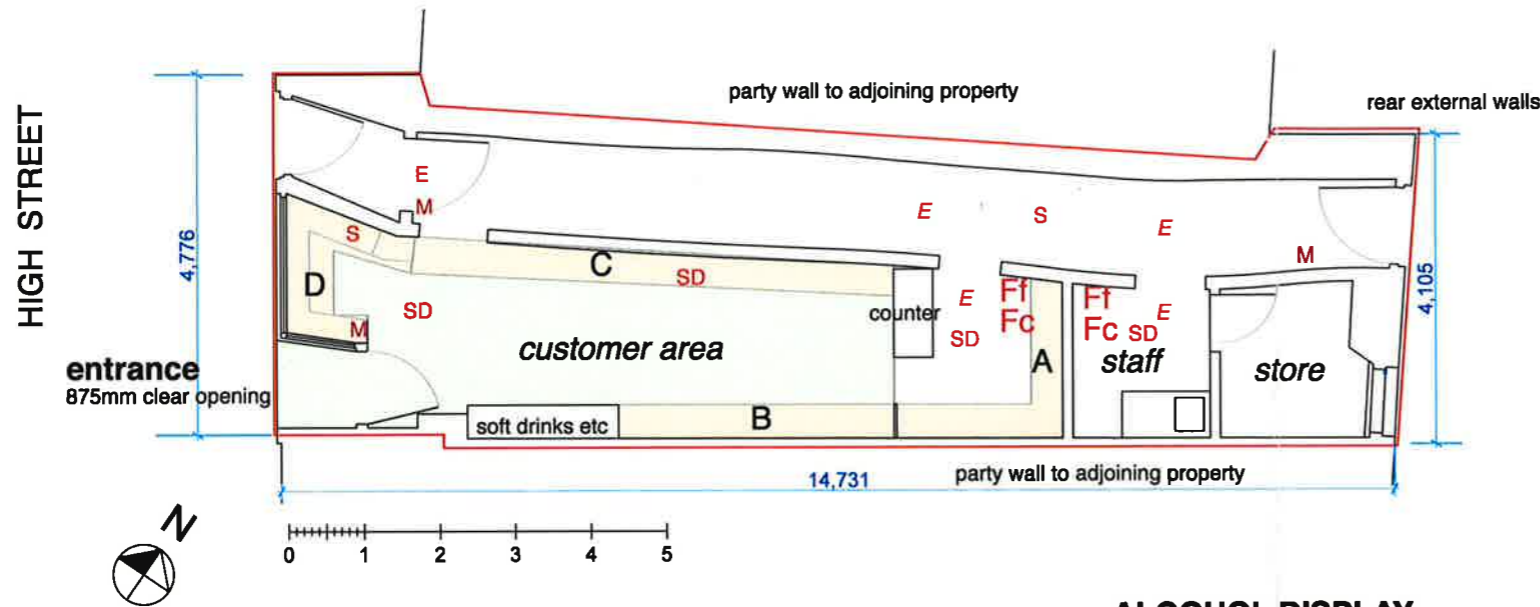 party wall to adjoining property
rear external walls
HIGH STREET
4,776
E
M
E
S
E
M
S
C
SD
D
SD
M
counter
E
SD
Ff
Fc
A
Ff
Fc
SD
E
4,105
customer area
staff
store
entrance
875mm clear opening
soft drinks etc
B
14,731
party wall to adjoining property
N
0 1 2 3 4 5
ALCOHOL DISPLAY